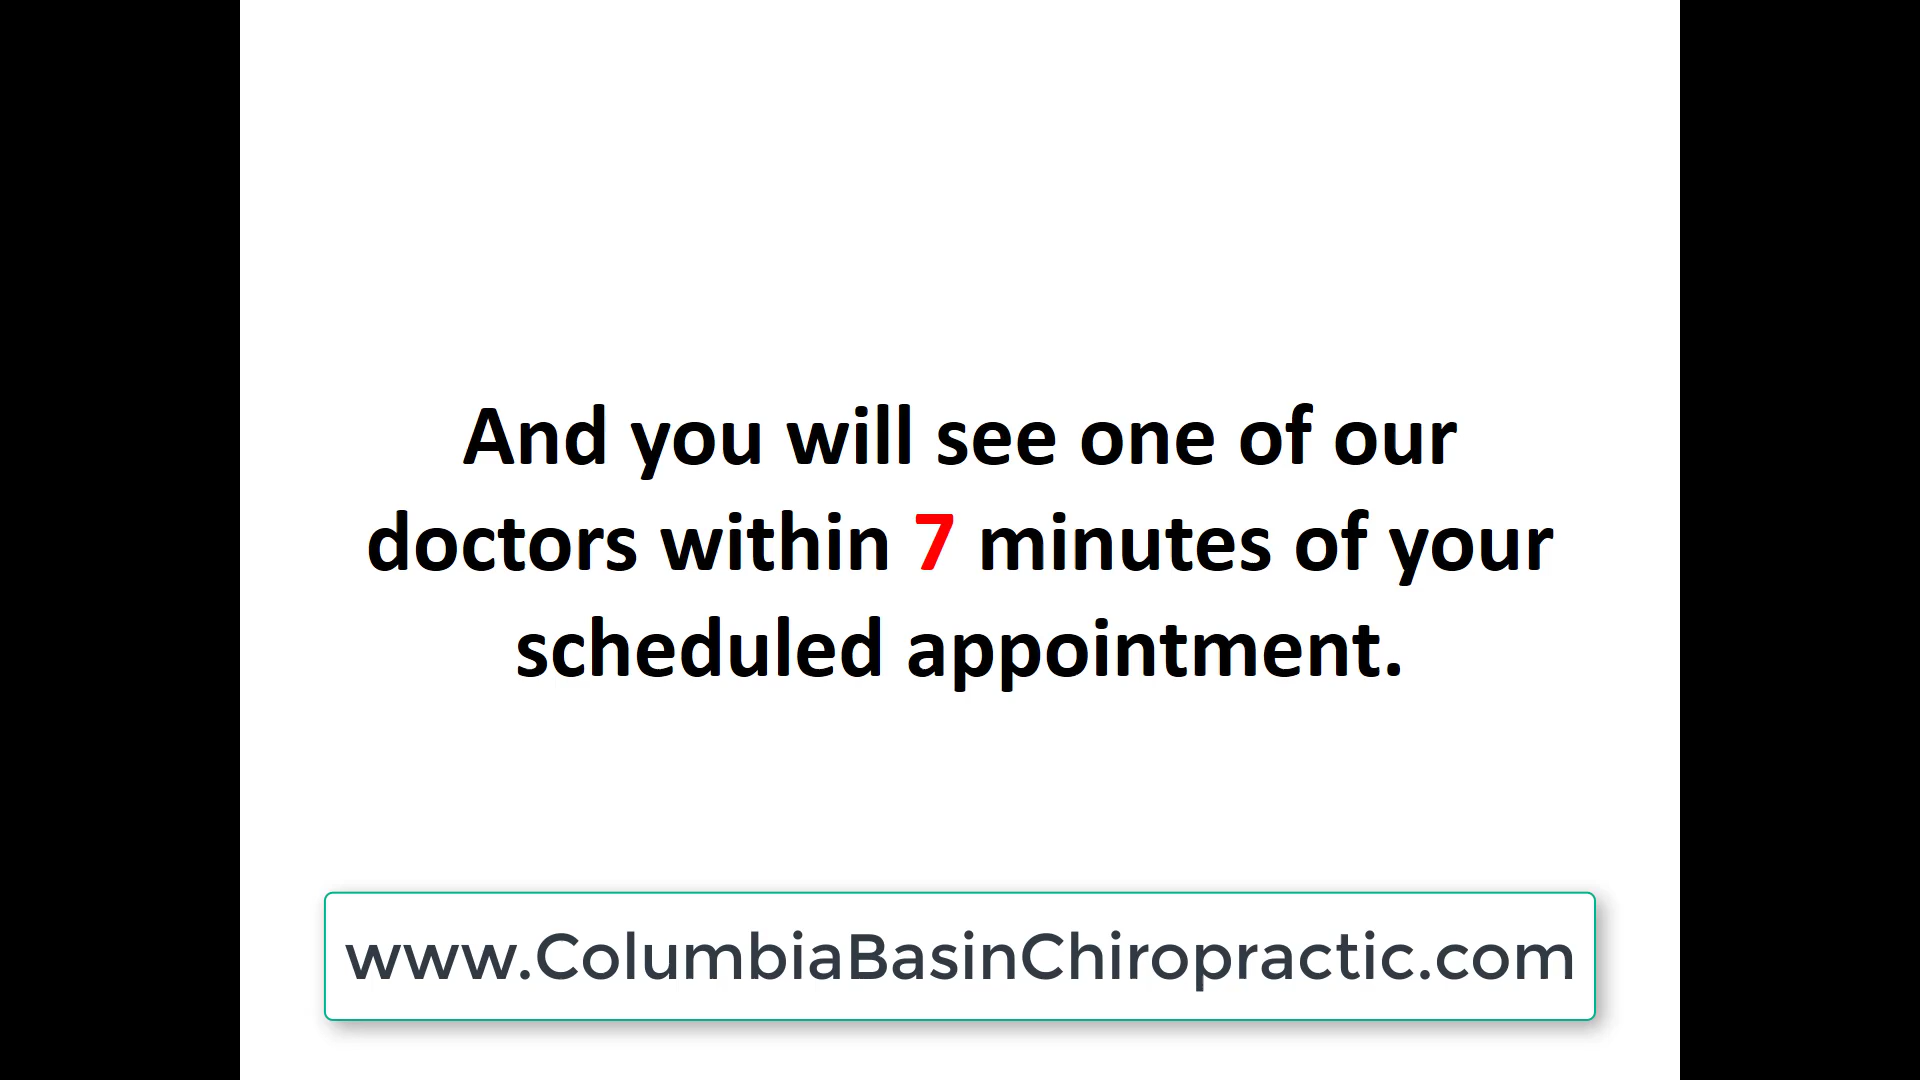 And you will see one of our
doctors within 7 minutes of your
scheduled appointment.
www.ColumbiaBasinChiropractic.com